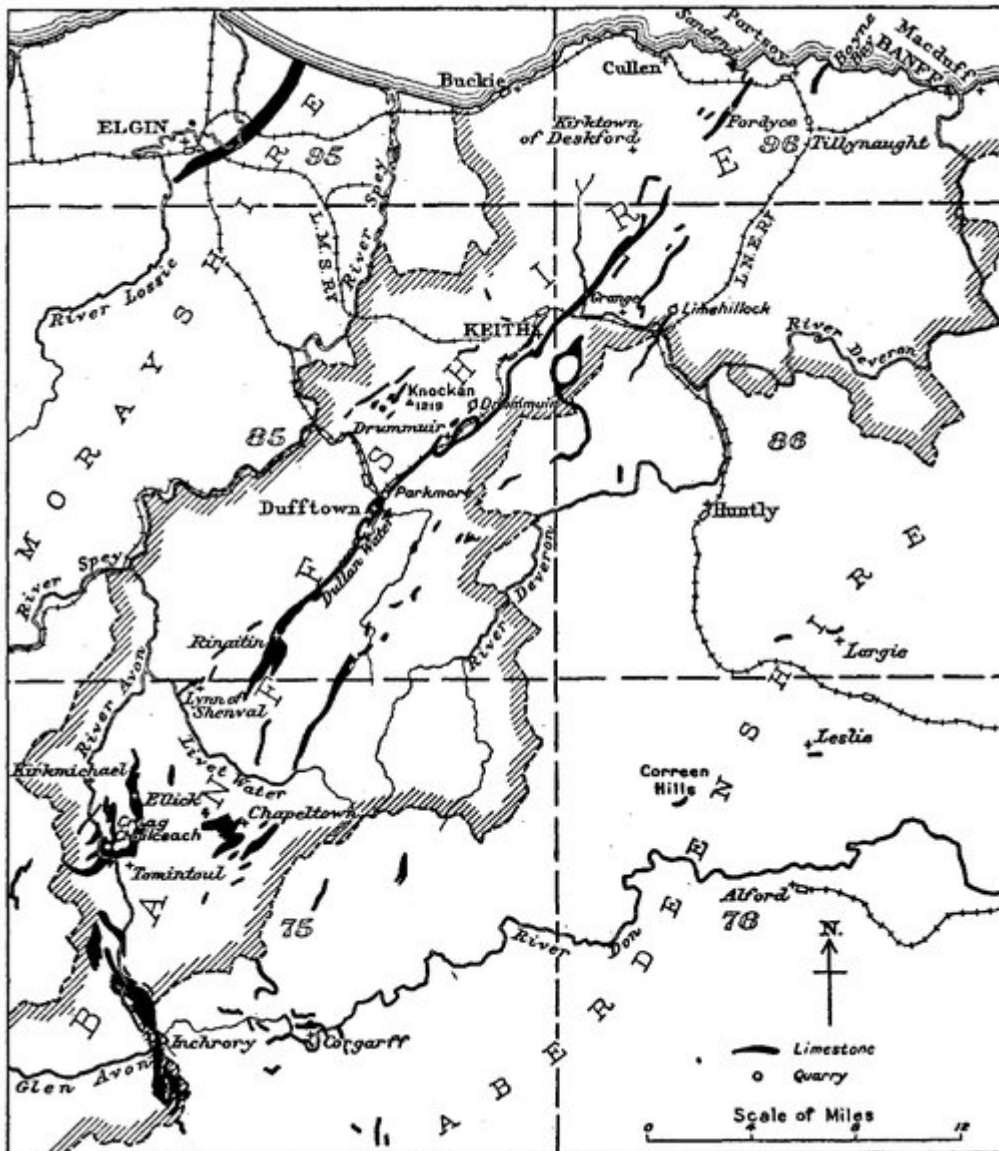 Sandend
Portsoy
Boyne Bay
Macduff
BANFF
Buckie
Cullen
Fordyce
ELGIN
Kirktown of Deskford
95
96
Tillynaught
L.M.S.Rr
River Spey
L.N.E.Rr
River Lossie
Grange
Limehillock
KEITH
River Deveron
Knockan
1219
Drummuir
Drummuir
85
86
Parkmore
Dufftown
Huntly
Dullan Water
River Spey
River Deveron
Rinaitin
Largie
River Avon
Lynn of Shenval
Livet Water
Leslie
Kirkmichael
Correen Hills
Ellick
Chapeltown
Creag Chalkeach
Tomintoul
Alford
76
75
River Don
N.
Inchrory
Corgarff
Glen Avon
MORAYSHIRE
BANFFSHIRE
ABERDEENSHIRE
Limestone
Quarry
Scale of Miles
0 4 8 12